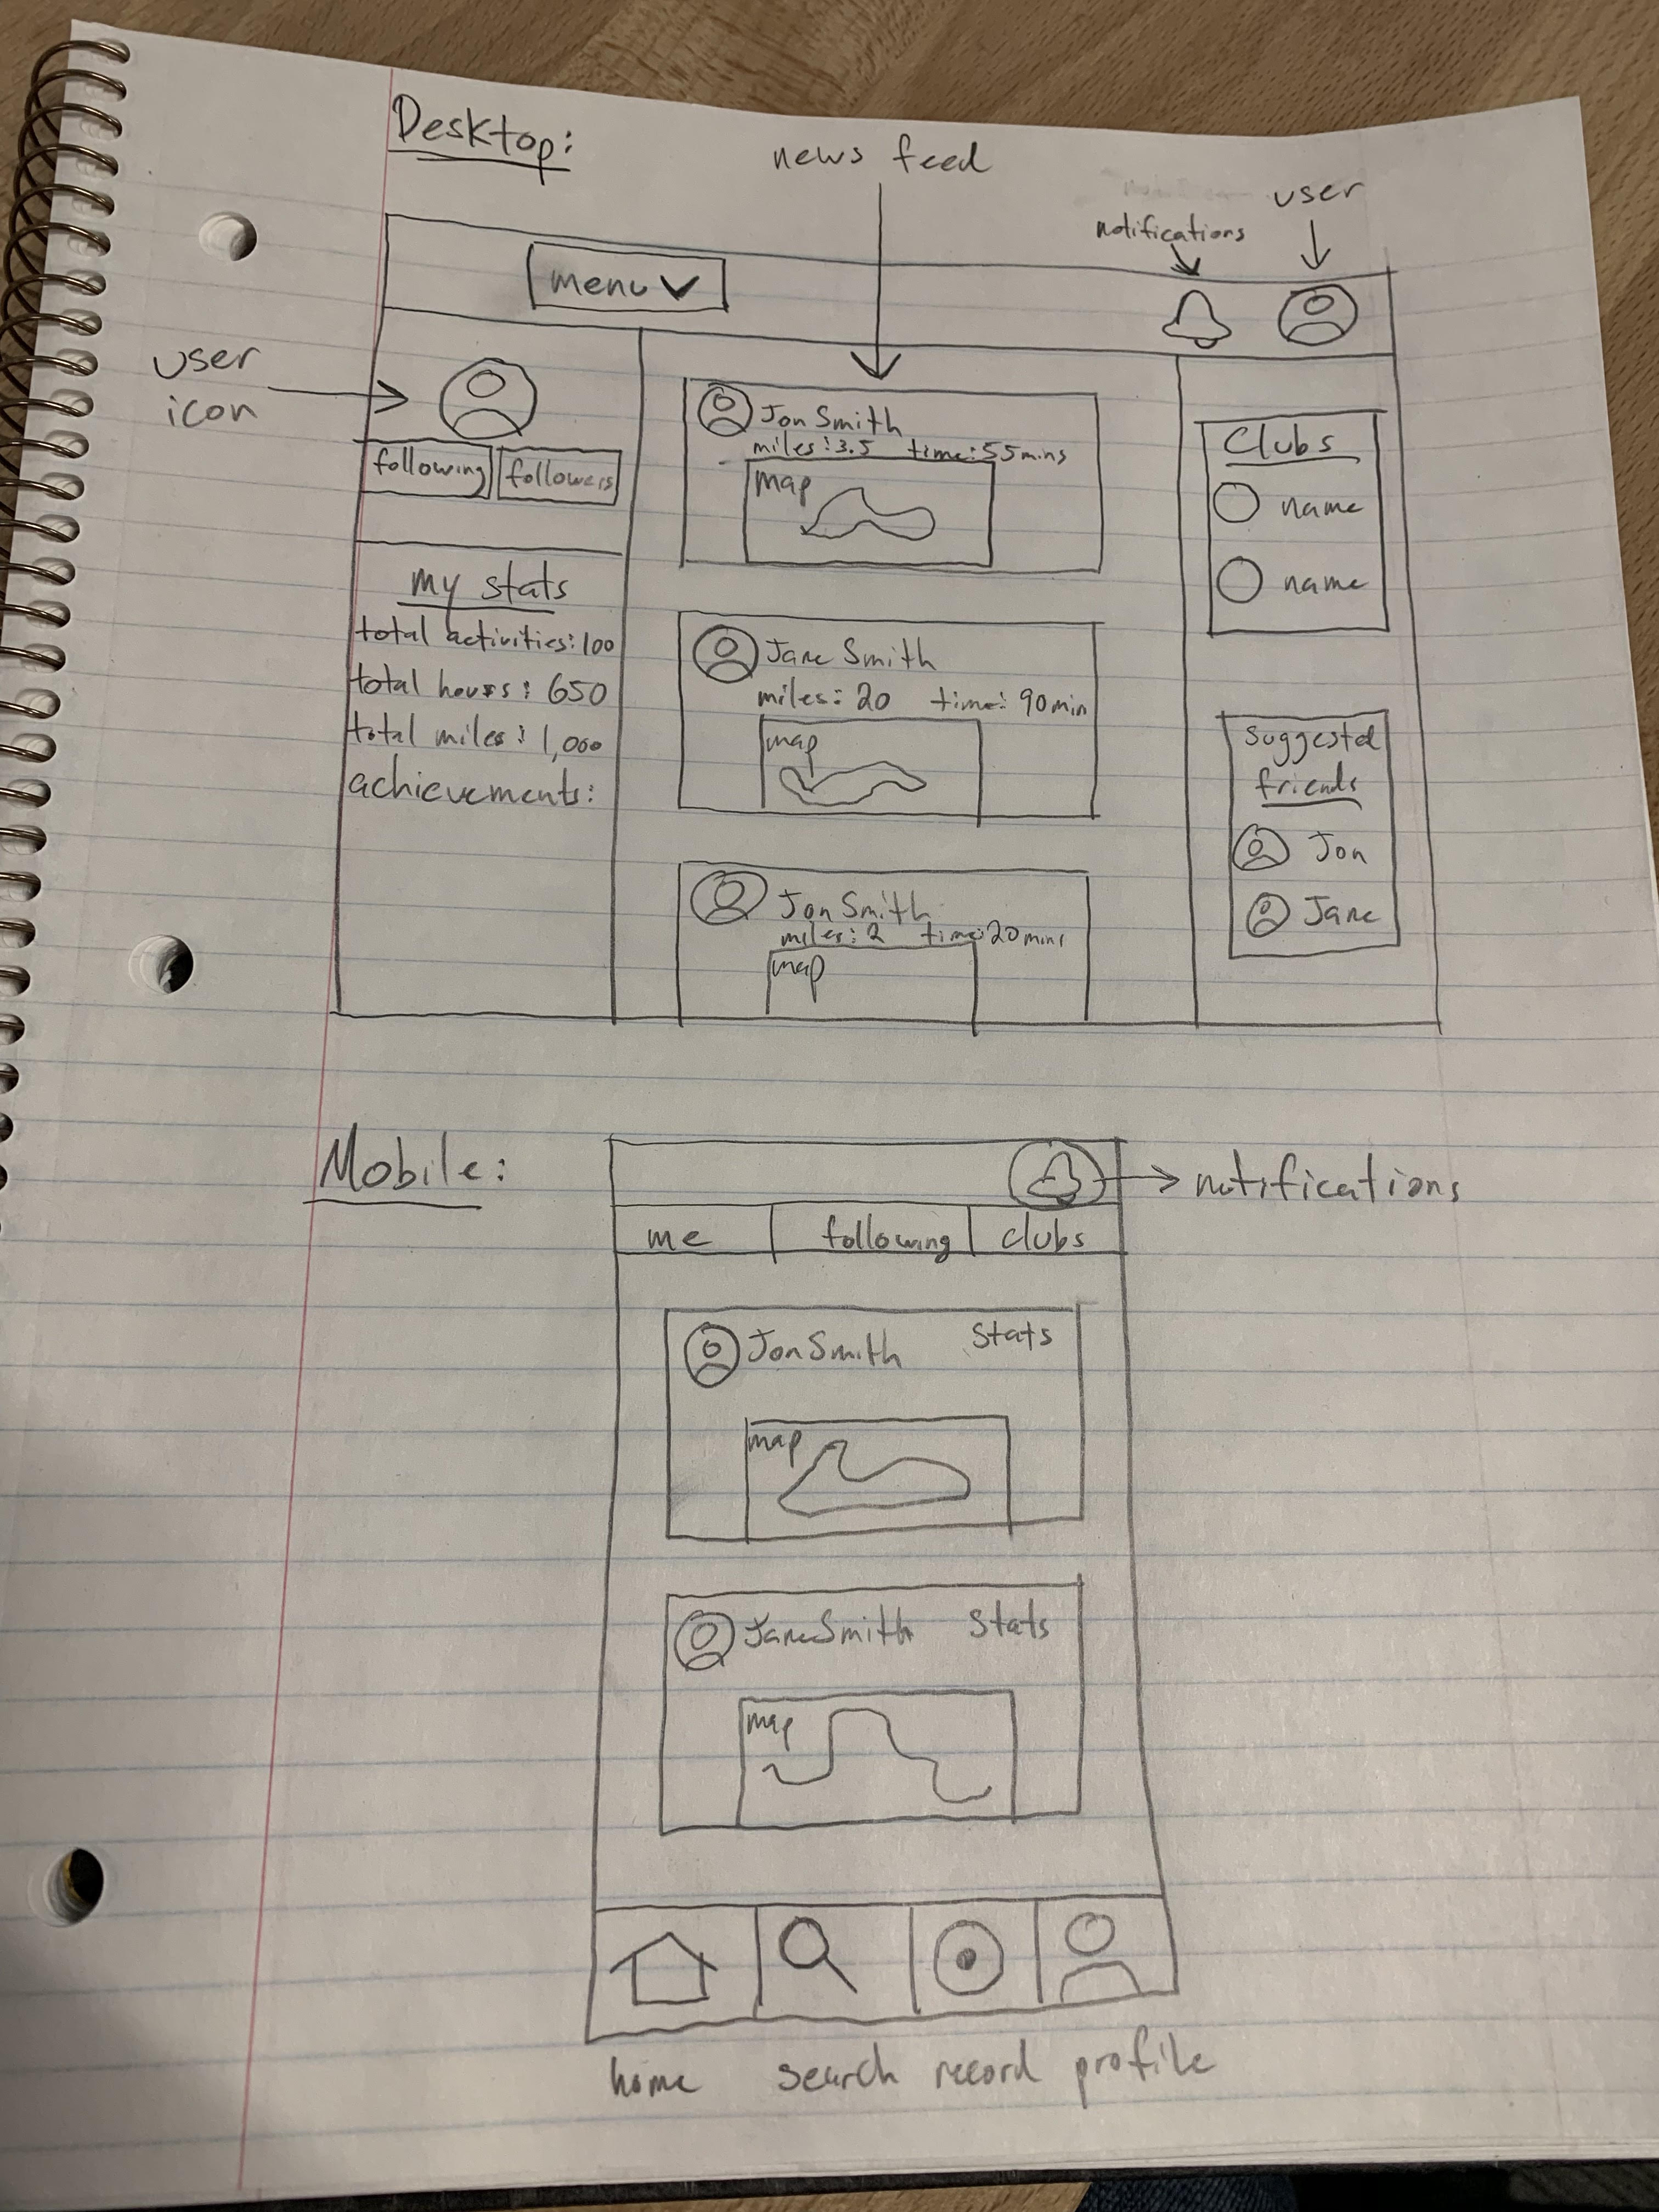 Desktop:
news feed
user
notifications
menu
user
icon
following
followers
my stats
total activities: 100
total hours: 650
total miles: 1,000
achievements:
Jon Smith
miles: 3.5 time: 55mins
map
Jane Smith
miles: 20 time: 90min
map
Jon Smith
miles: 2 time: 20mins
map
Clubs
name
name
suggested
friends
Jon
Jane
Mobile:
notifications
me following clubs
Jon Smith Stats
map
Jane Smith Stats
map
home search record profile